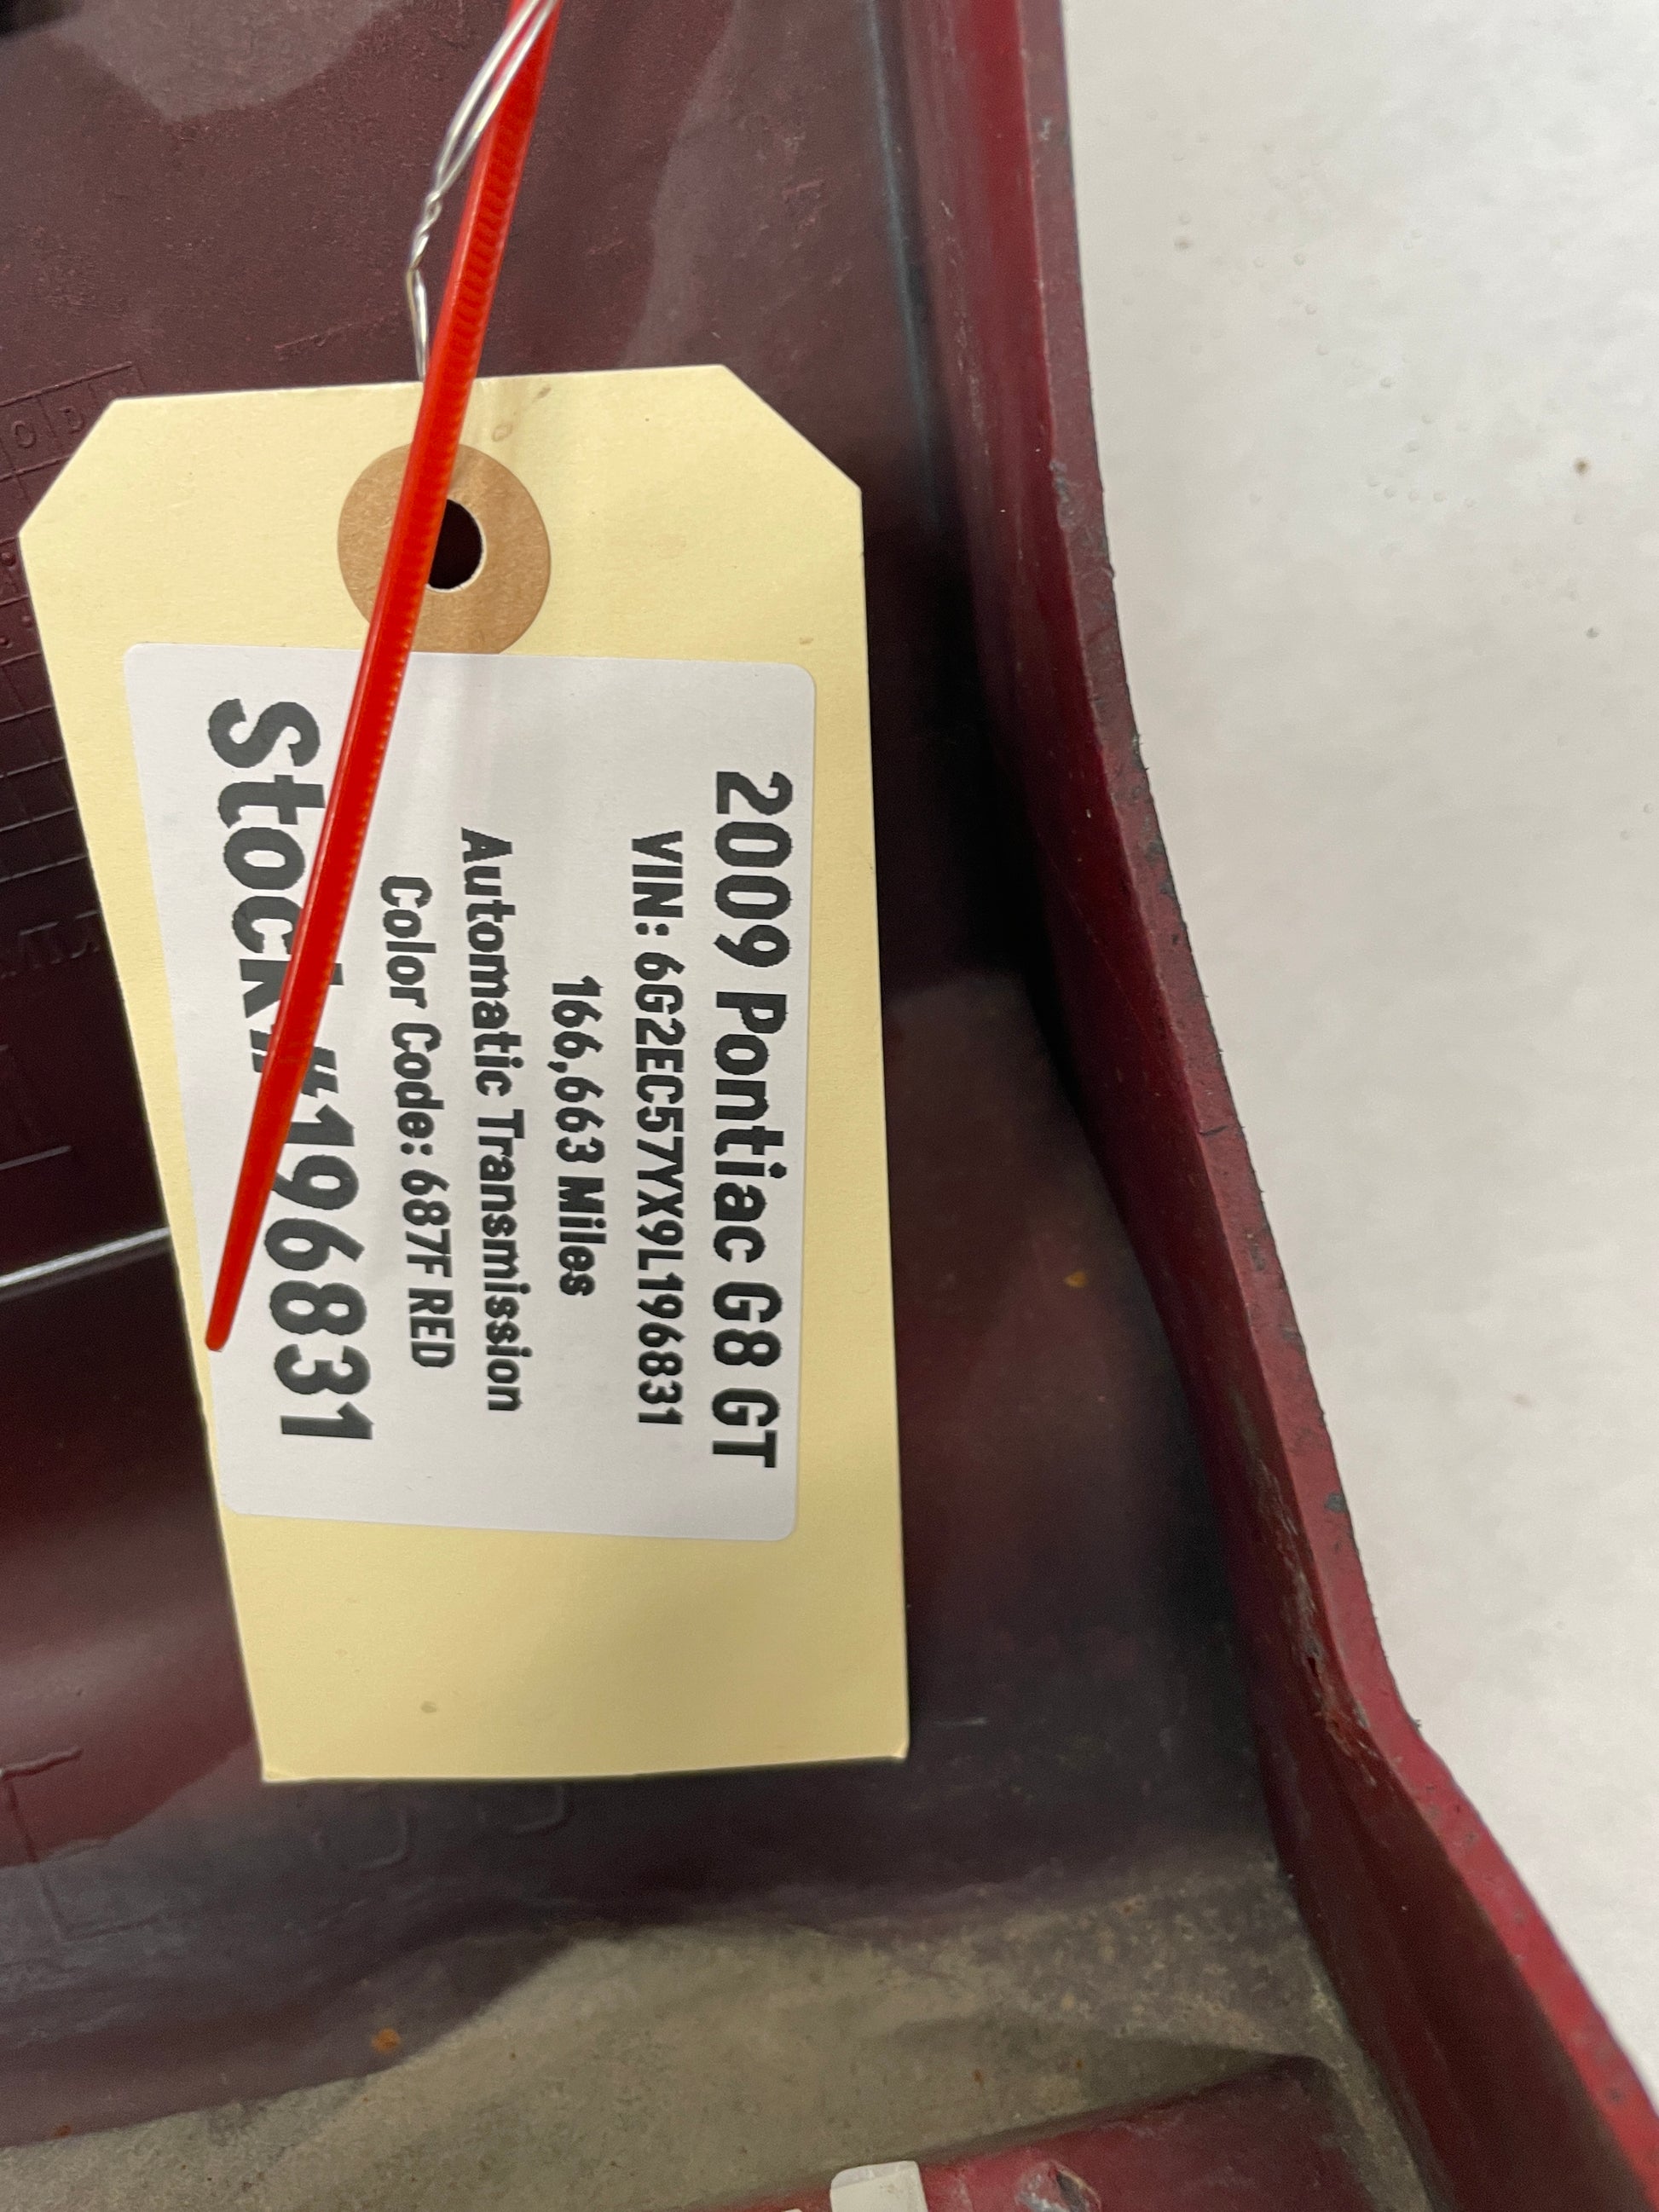 2009 Pontiac G8 GT
VIN: 6G2EC57YX9L196831
166,663 Miles
Automatic Transmission
Color Code: 687F RED
Stock#196831